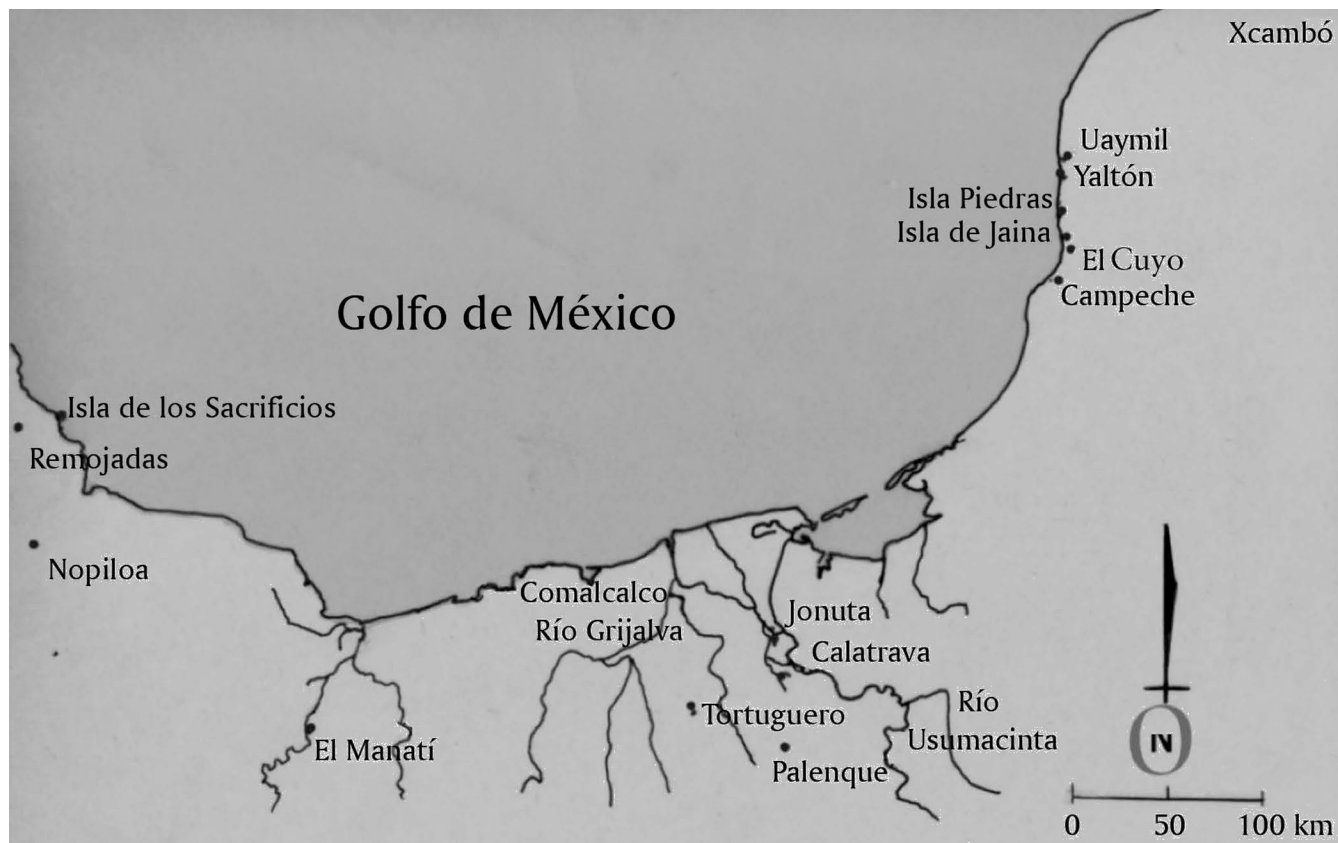 Xcambó
Uaymil
Yaltón
Isla Piedras
Isla de Jaina
El Cuyo
Campeche
Golfo de México
Isla de los Sacrificios
Remojadas
Nopiloa
Comalcalco
Río Grijalva
Jonuta
Calatrava
Río
Usumacinta
Tortuguero
Palenque
El Manatí
N
0 50 100 km